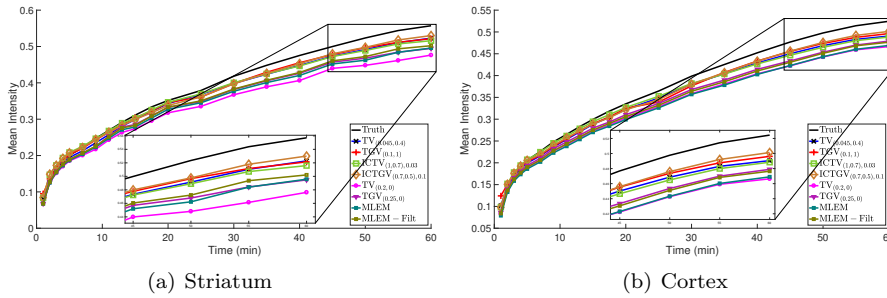 0.6
0.5
0.4
0.3
0.2
0.1
0
0 10 20 30 40 50 60
Mean Intensity
Time (min)
Truth
TV(0.045,0.4)
TGV(0.1,1)
ICTV(1,0.7),0.03
ICTGV(0.7,0.5),0.1
TV(0.2,0)
TGV(0.25,0)
MLEM
MLEM − Filt
(a) Striatum
0.55
0.5
0.45
0.4
0.35
0.3
0.25
0.2
0.15
0.1
0.05
0 10 20 30 40 50 60
Mean Intensity
Time (min)
Truth
TV(0.045,0.4)
TGV(0.1,1)
ICTV(1,0.7),0.03
ICTGV(0.7,0.5),0.1
TV(0.2,0)
TGV(0.25,0)
MLEM
MLEM − Filt
(b) Cortex